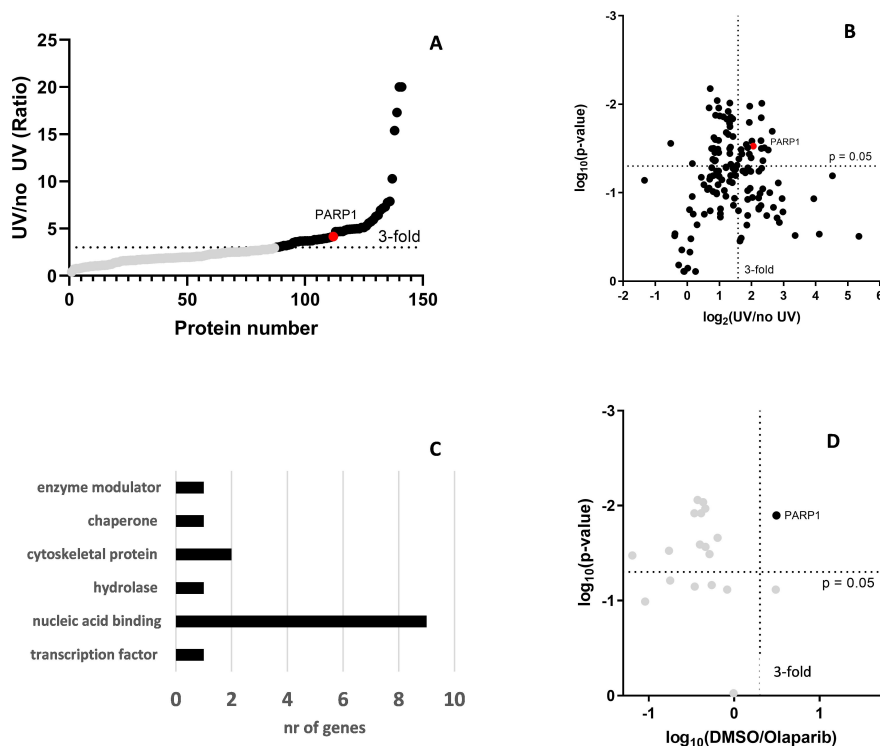 A
UV/no UV (Ratio)
25
20
15
10
5
0
PARP1
3-fold
0
50
100
150
Protein number
B
log10(p-value)
-3
-2
-1
0
PARP1
p = 0.05
3-fold
-2
-1
0
1
2
3
4
5
6
log2(UV/no UV)
C
enzyme modulator
chaperone
cytoskeletal protein
hydrolase
nucleic acid binding
transcription factor
0
2
4
6
8
10
nr of genes
D
log10(p-value)
-3
-2
-1
0
PARP1
p = 0.05
3-fold
-1
0
1
log10(DMSO/Olaparib)